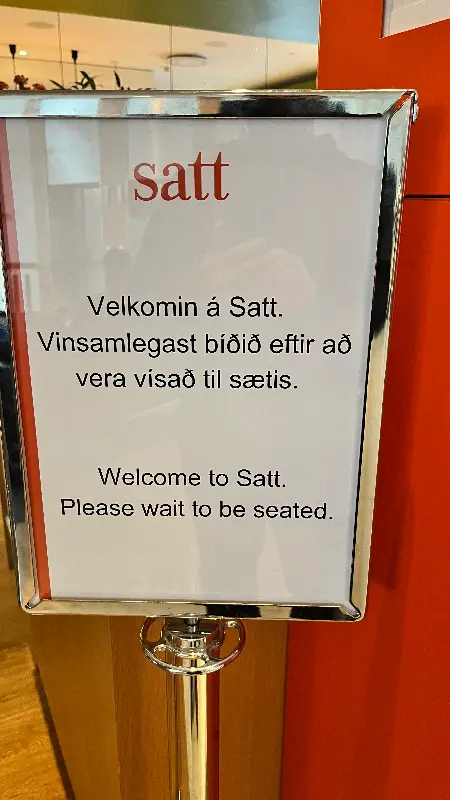 satt
Velkomin á Satt.
Vinsamlegast bíðið eftir að
vera vísað til sætis.
Welcome to Satt.
Please wait to be seated.